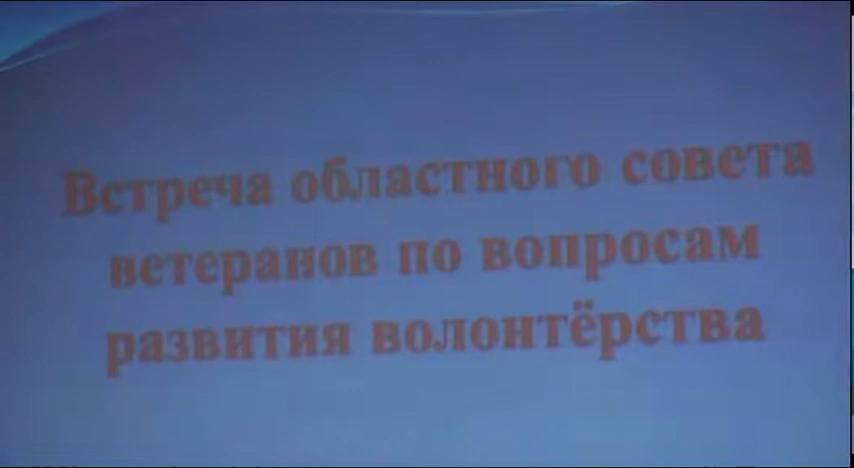 Встреча областного совета
ветеранов по вопросам
развития волонтёрства